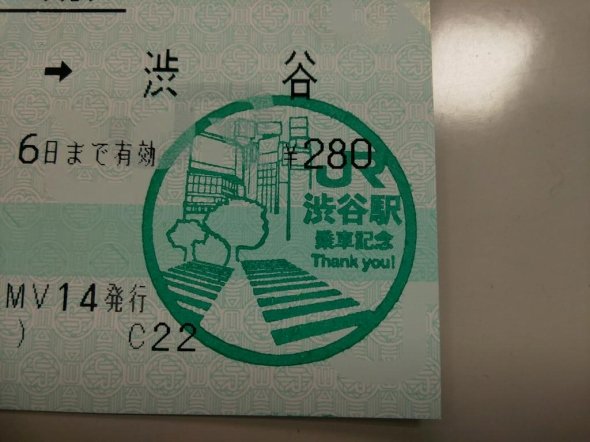 → 渋谷
6日まで有効 ¥280
JR
渋谷駅
乗車記念
Thank you!
MV14発行
) C22